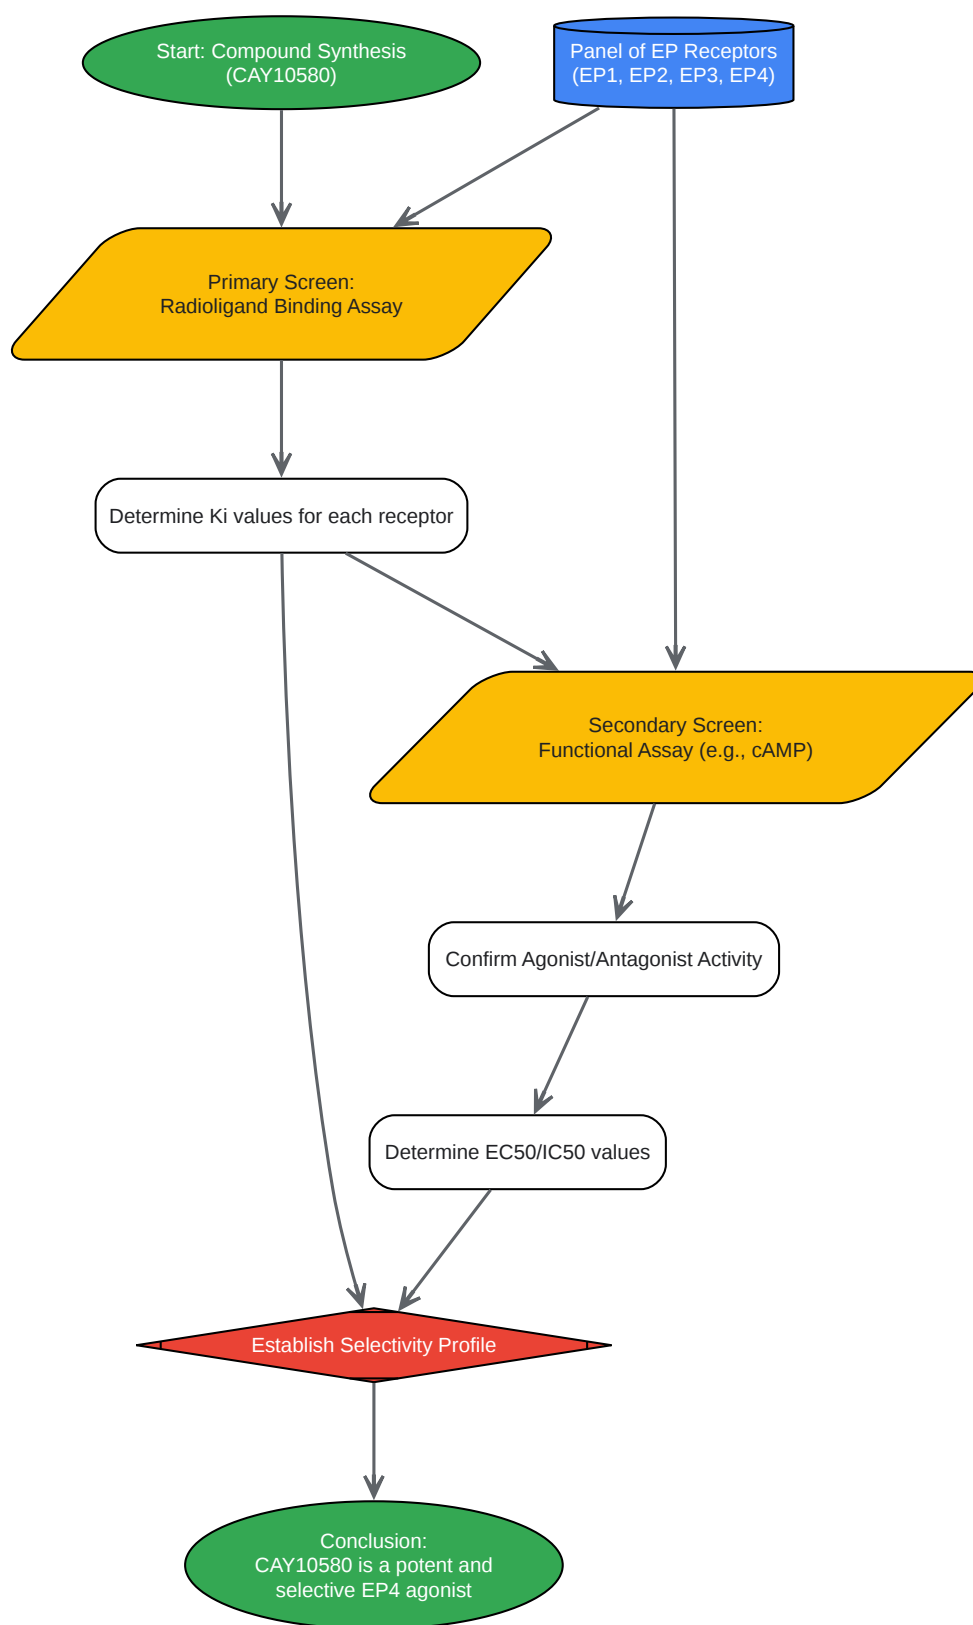 Start: Compound Synthesis
(CAY10580)
Panel of EP Receptors
(EP1, EP2, EP3, EP4)
Primary Screen:
Radioligand Binding Assay
Determine Ki values for each receptor
Secondary Screen:
Functional Assay (e.g., cAMP)
Confirm Agonist/Antagonist Activity
Determine EC50/IC50 values
Establish Selectivity Profile
Conclusion:
CAY10580 is a potent and
selective EP4 agonist